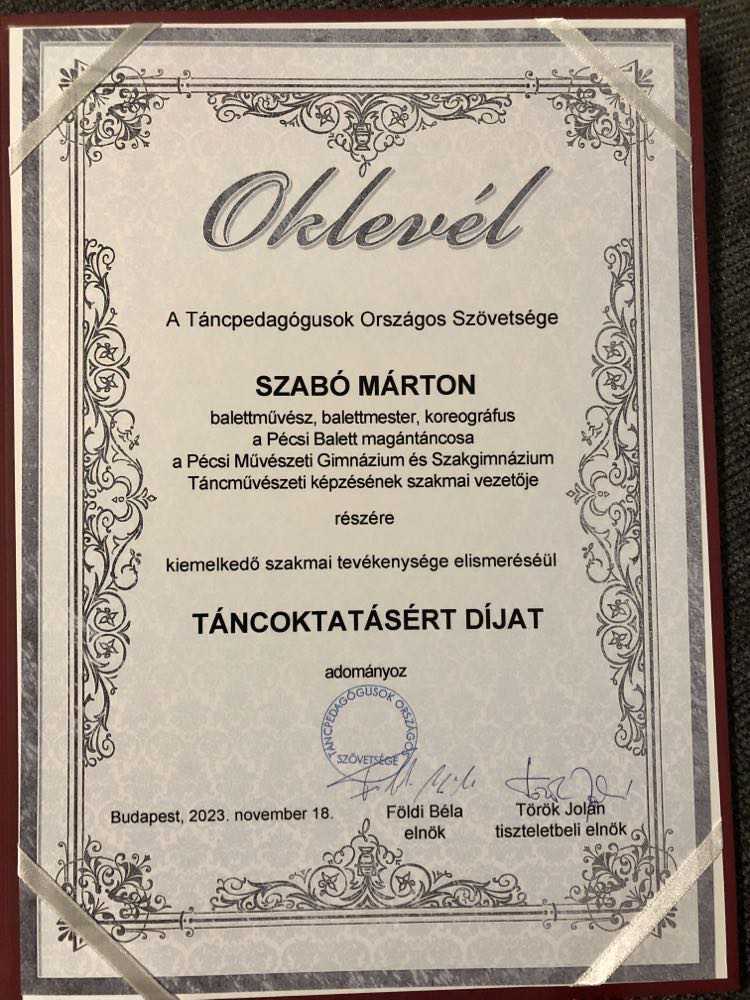 Oklevél
A Táncpedagógusok Országos Szövetsége
SZABÓ MÁRTON
balettművész, balettmester, koreográfus
a Pécsi Balett magántáncosa
a Pécsi Művészeti Gimnázium és Szakgimnázium
Táncművészeti képzésének szakmai vezetője
részére
kiemelkedő szakmai tevékenysége elismeréséül
TÁNCOKTATÁSÉRT DÍJAT
adományoz
TÁNCPEDAGÓGUSOK ORSZÁGOS
SZÖVETSÉGE
Budapest, 2023. november 18.
Földi Béla
elnök
Török Jolán
tiszteletbeli elnök